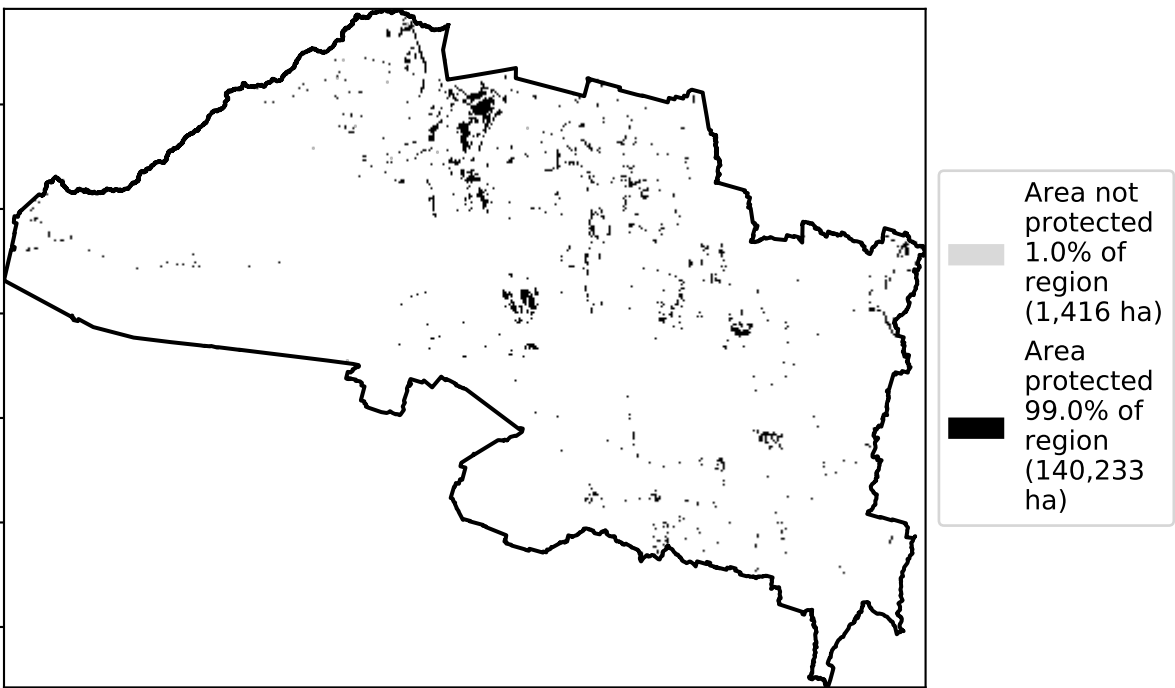 Area not
protected
1.0% of
region
(1,416 ha)
Area
protected
99.0% of
region
(140,233
ha)